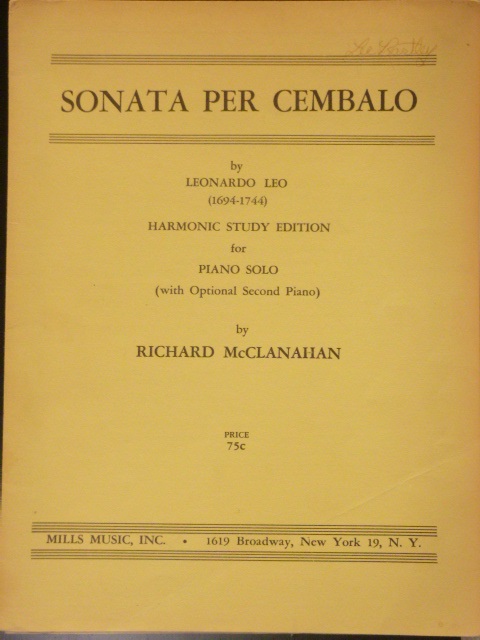 SONATA PER CEMBALO
by
LEONARDO LEO
(1694-1744)
HARMONIC STUDY EDITION
for
PIANO SOLO
(with Optional Second Piano)
by
RICHARD McCLANAHAN
PRICE
75c
MILLS MUSIC, INC. • 1619 Broadway, New York 19, N. Y.